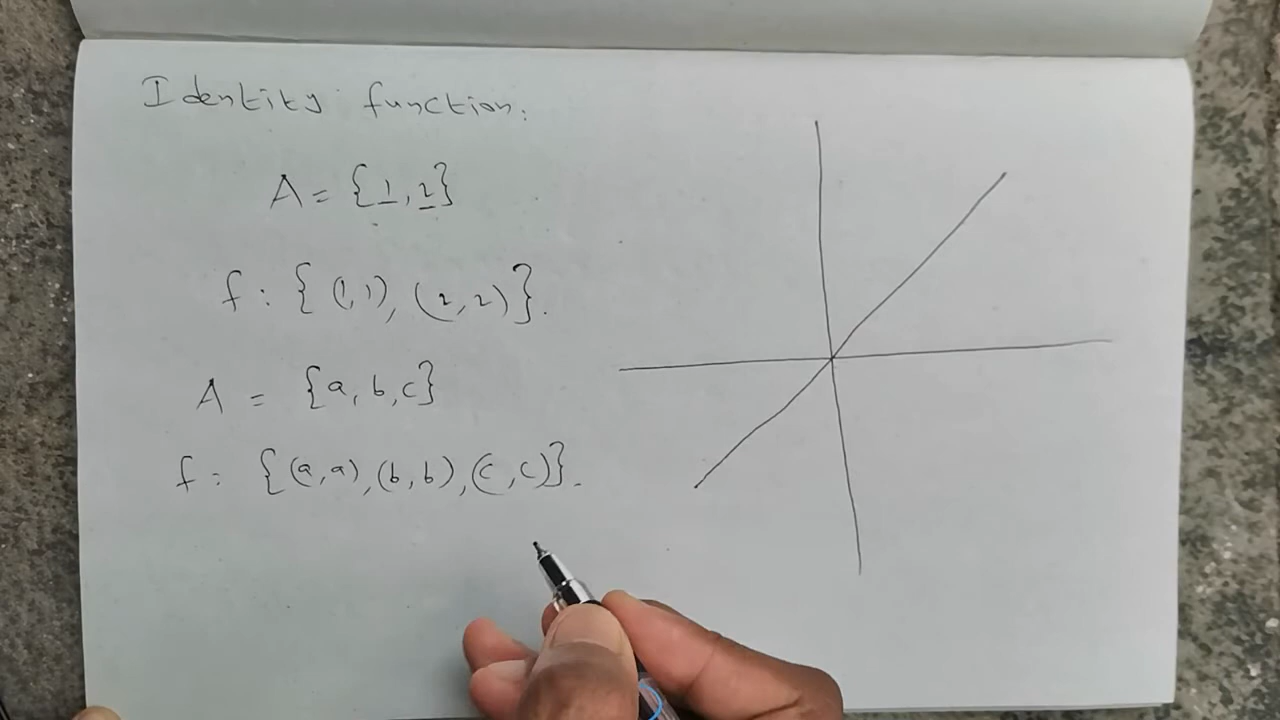 Identity function.
A = {1, 2}
f : { (1, 1), (2, 2) }.
A = {a, b, c}
f = {(a, a), (b, b), (c, c)}.